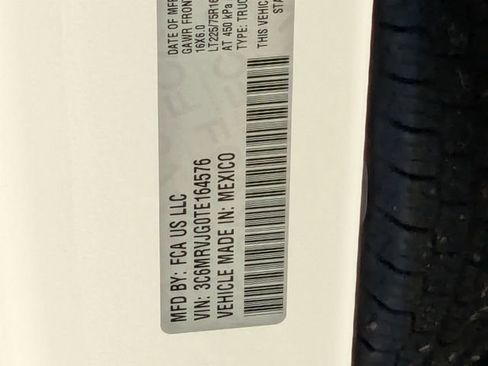 DATE OF MFR
GAWR FRONT
16X6.0
LT225/75R16
AT 450 kPa
TYPE: TRUC
THIS VEHIC
STA
MFD BY: FCA US LLC
VIN: 3C6MRVJG0TE164576
VEHICLE MADE IN: MEXICO